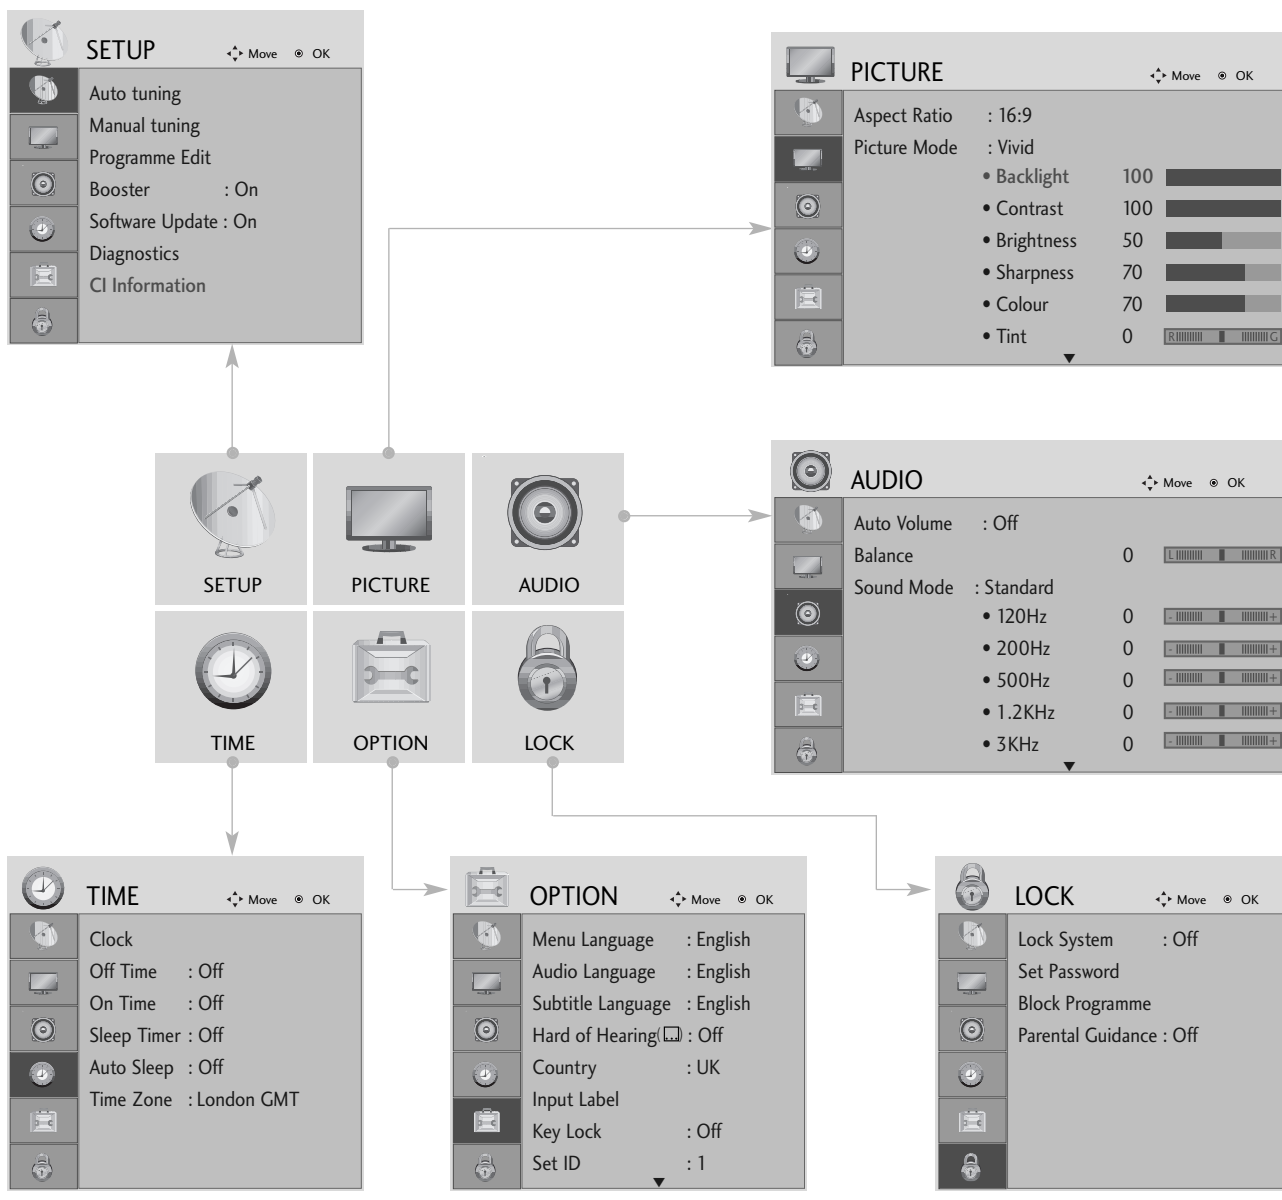 SETUP
Move OK
Auto tuning
Manual tuning
Programme Edit
Booster : On
Software Update : On
Diagnostics
CI Information
PICTURE
Move OK
Aspect Ratio : 16:9
Picture Mode : Vivid
• Backlight 100
• Contrast 100
• Brightness 50
• Sharpness 70
• Colour 70
• Tint 0 R G
SETUP
PICTURE
AUDIO
TIME
OPTION
LOCK
AUDIO
Move OK
Auto Volume : Off
Balance 0 L R
Sound Mode : Standard
• 120Hz 0 - +
• 200Hz 0 - +
• 500Hz 0 - +
• 1.2KHz 0 - +
• 3KHz 0 - +
TIME
Move OK
Clock
Off Time : Off
On Time : Off
Sleep Timer : Off
Auto Sleep : Off
Time Zone : London GMT
OPTION
Move OK
Menu Language : English
Audio Language : English
Subtitle Language : English
Hard of Hearing( ) : Off
Country : UK
Input Label
Key Lock : Off
Set ID : 1
LOCK
Move OK
Lock System : Off
Set Password
Block Programme
Parental Guidance : Off